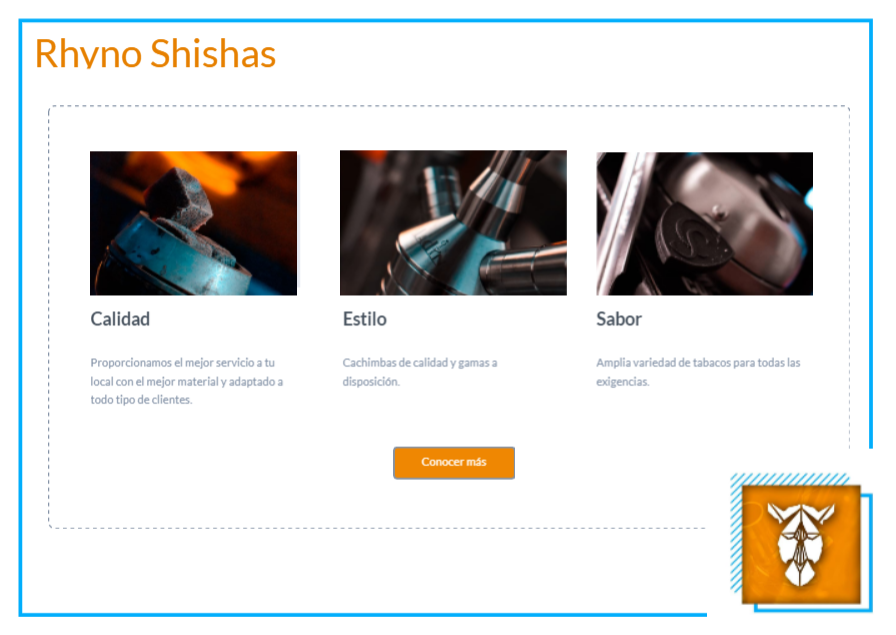 Rhyno Shishas
Calidad
Proporcionamos el mejor servicio a tu
local con el mejor material y adaptado a
todo tipo de clientes.
Estilo
Cachimbas de calidad y gamas a
disposición.
Sabor
Amplia variedad de tabacos para todas las
exigencias.
Conocer más